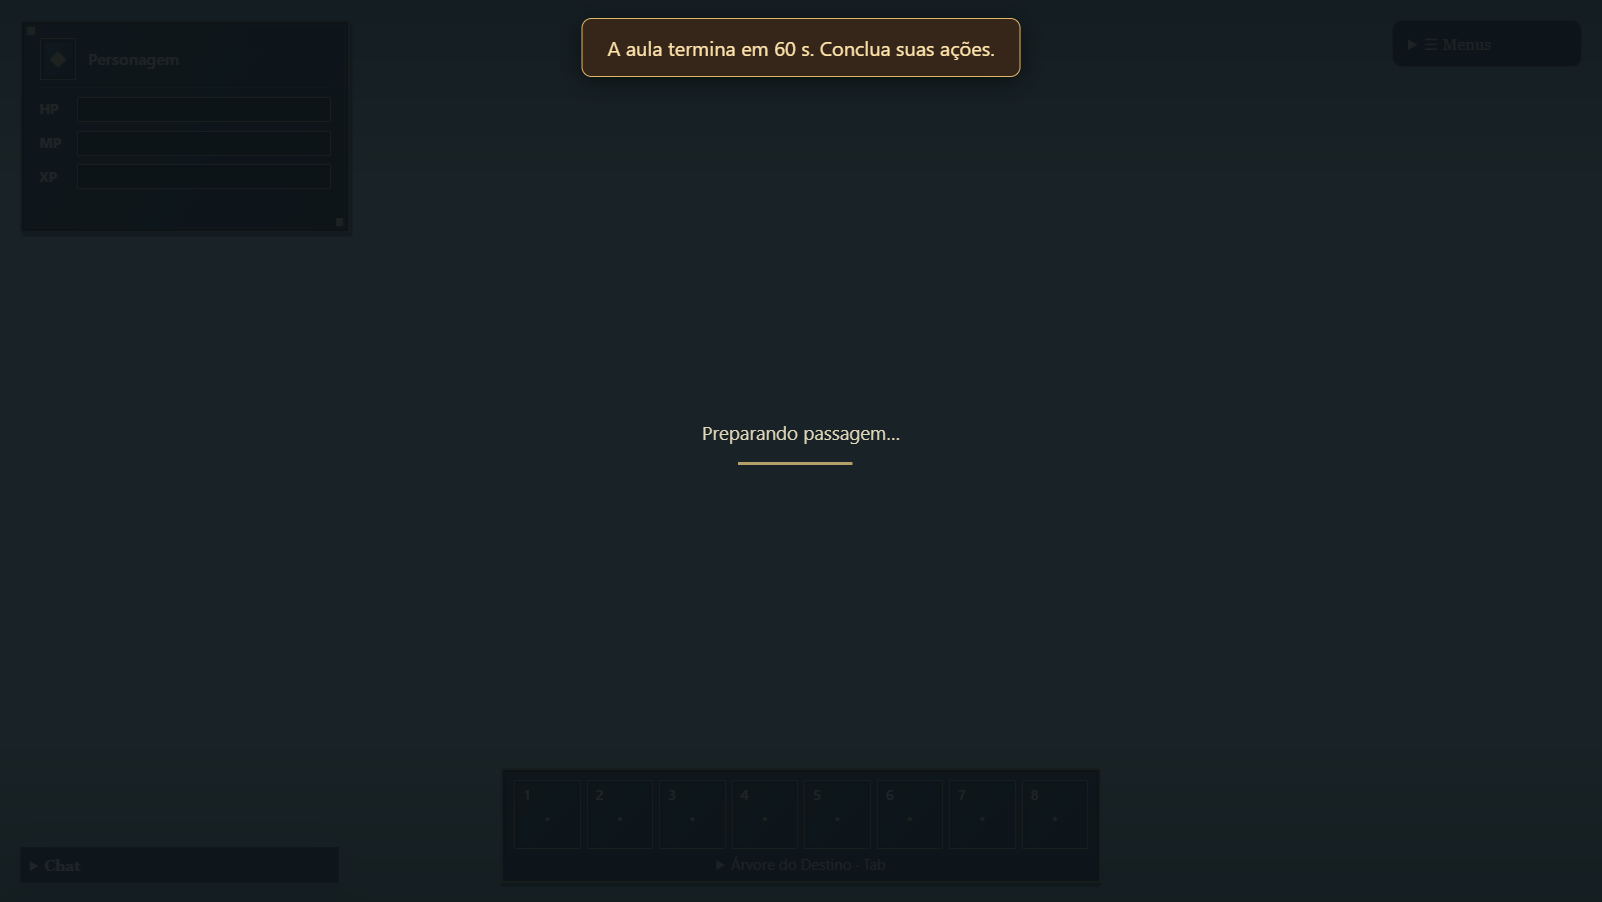 A aula termina em 60 s. Conclua suas ações.
Personagem
☰ Menus
HP
MP
XP
Preparando passagem...
1 2 3 4 5 6 7 8
Árvore do Destino - Tab
Chat